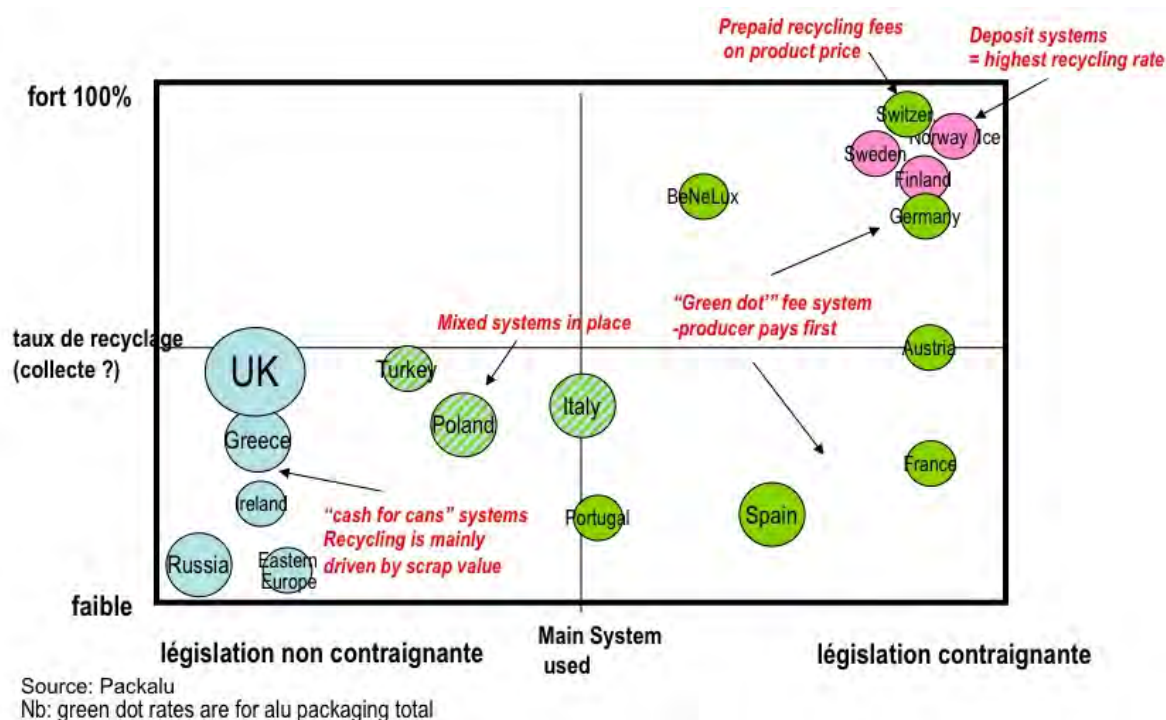 Prepaid recycling fees
on product price
Deposit systems
= highest recycling rate
fort 100%
Switzer.
Norway /Ice
Sweden
Finland
BeNeLux
Germany
"Green dot'" fee system
-producer pays first
Mixed systems in place
taux de recyclage
(collecte ?)
UK
Turkey
Austria
Italy
Poland
Greece
France
Ireland
"cash for cans" systems
Recycling is mainly
driven by scrap value
Portugal
Spain
Russia
Eastern
Europe
faible
Main System
used
législation non contraignante
législation contraignante
Source: Packalu
Nb: green dot rates are for alu packaging total